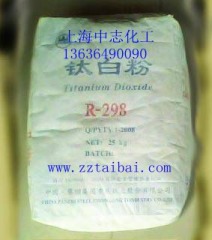 上海中志化工
13636490090
钛白粉
Titanium Dioxide
R-298
NET: 25 kg
www.zztaibai.com
BATCH: